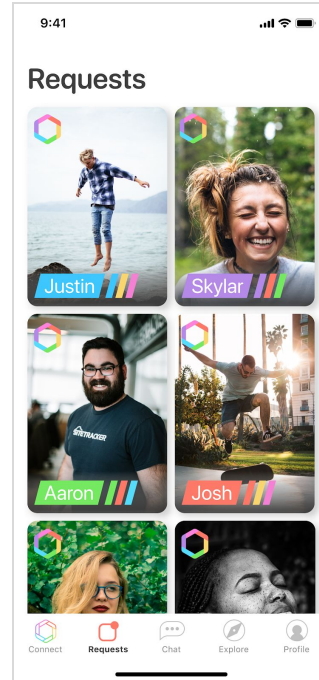 9:41
Requests
Justin
Skylar
SITETRACKER
Aaron
Josh
Connect
Requests
Chat
Explore
Profile